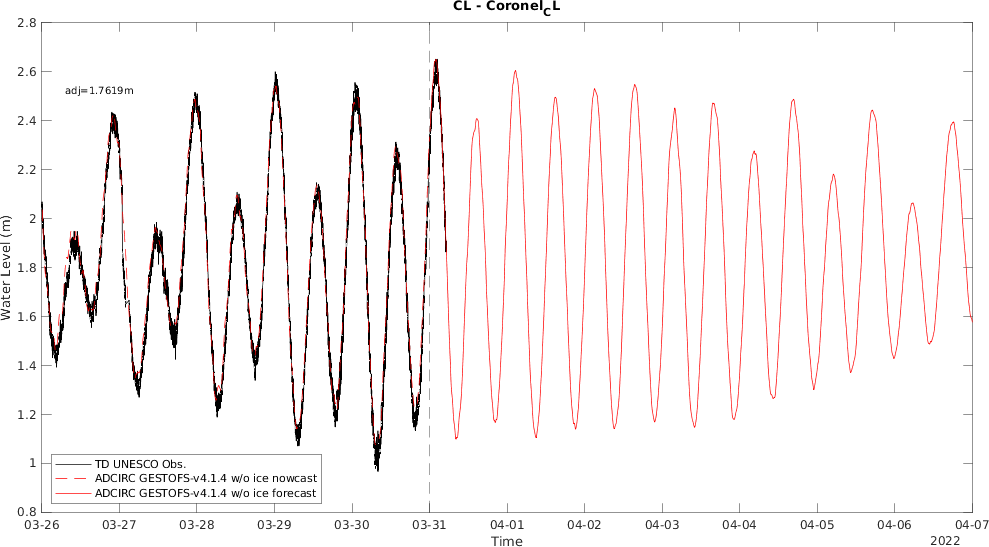 CL - Coronel_CL
2.8
2.6
2.4
2.2
2
1.8
1.6
1.4
1.2
1
0.8
Water Level (m)
adj=1.7619m
TD UNESCO Obs.
ADCIRC GESTOFS-v4.1.4 w/o ice nowcast
ADCIRC GESTOFS-v4.1.4 w/o ice forecast
03-26 03-27 03-28 03-29 03-30 03-31 04-01 04-02 04-03 04-04 04-05 04-06 04-07
Time
2022